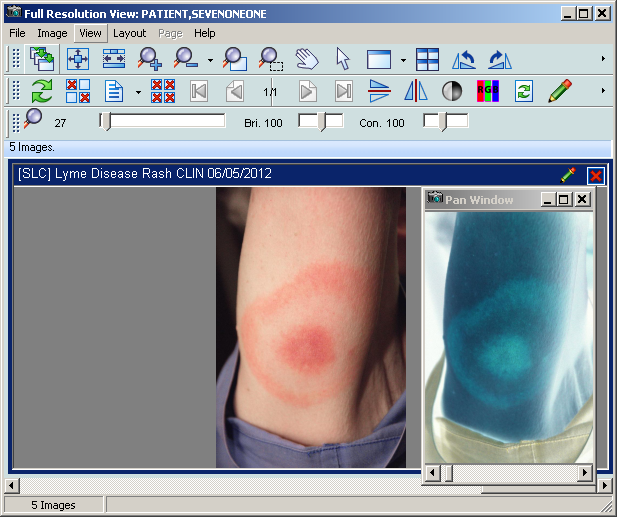 Full Resolution View: PATIENT,SEVENONEONE
File Image View Layout Page Help
1/1 RGB
27 Bri. 100 Con. 100
5 Images.
[SLC] Lyme Disease Rash CLIN 06/05/2012
Pan Window
5 Images